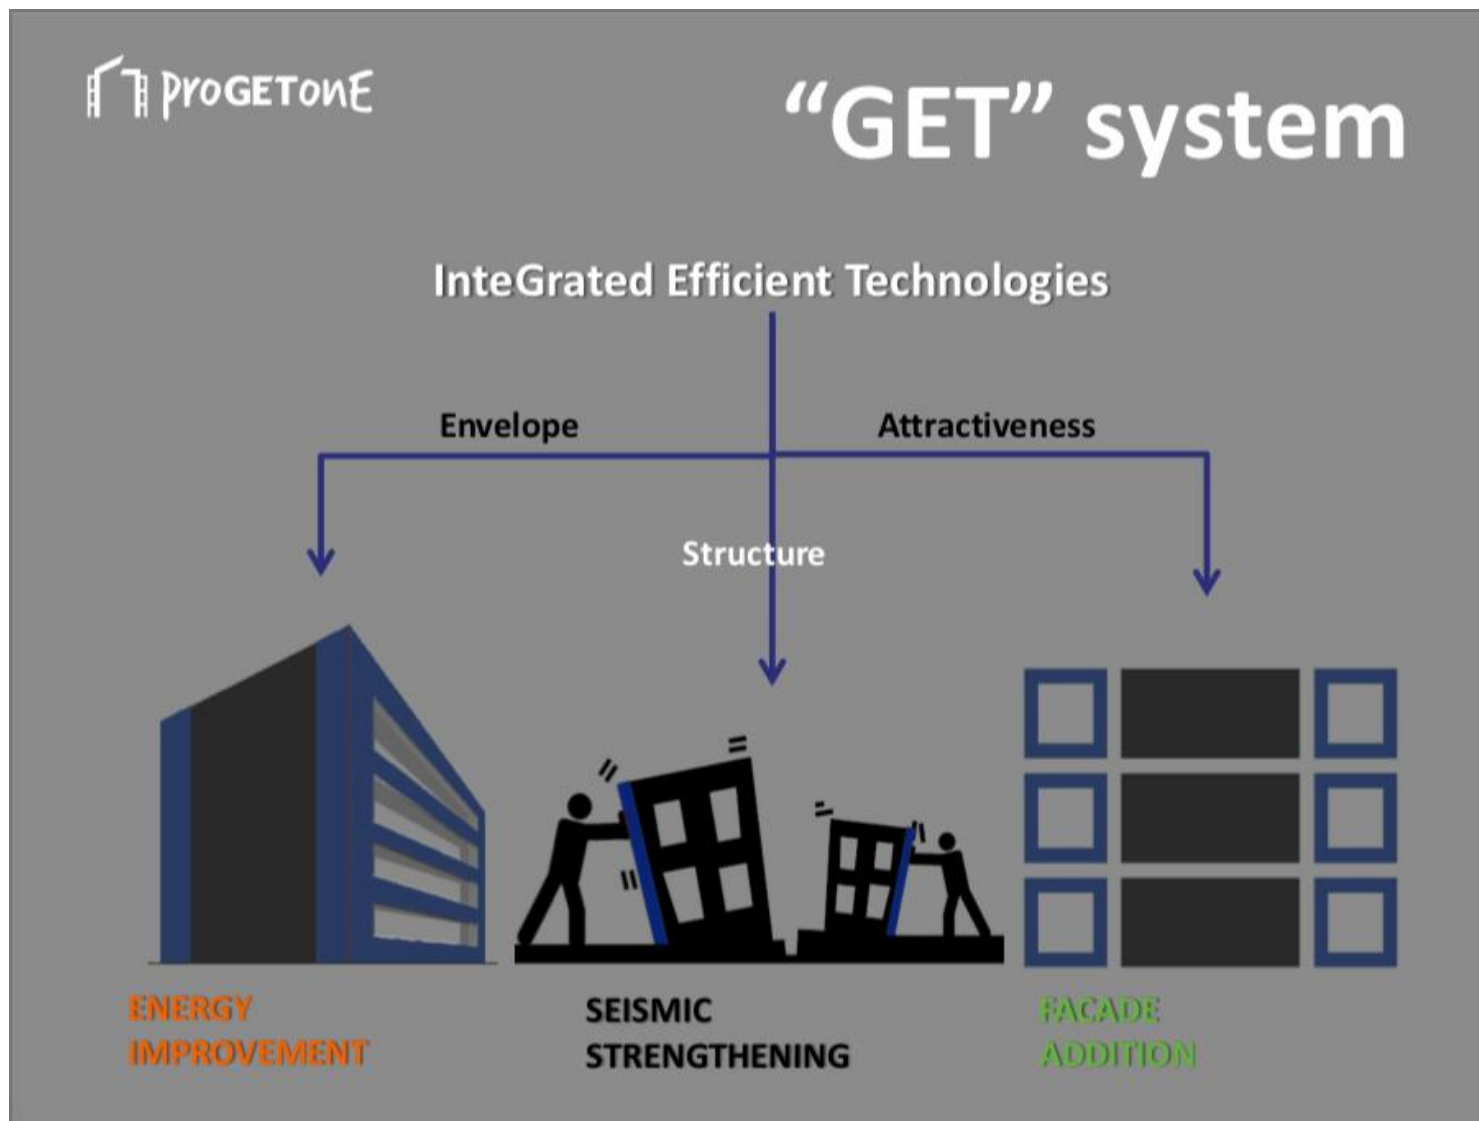 ProGETonE
“GET” system
InteGrated Efficient Technologies
Envelope
Attractiveness
Structure
ENERGY
IMPROVEMENT
SEISMIC
STRENGTHENING
FACADE
ADDITION